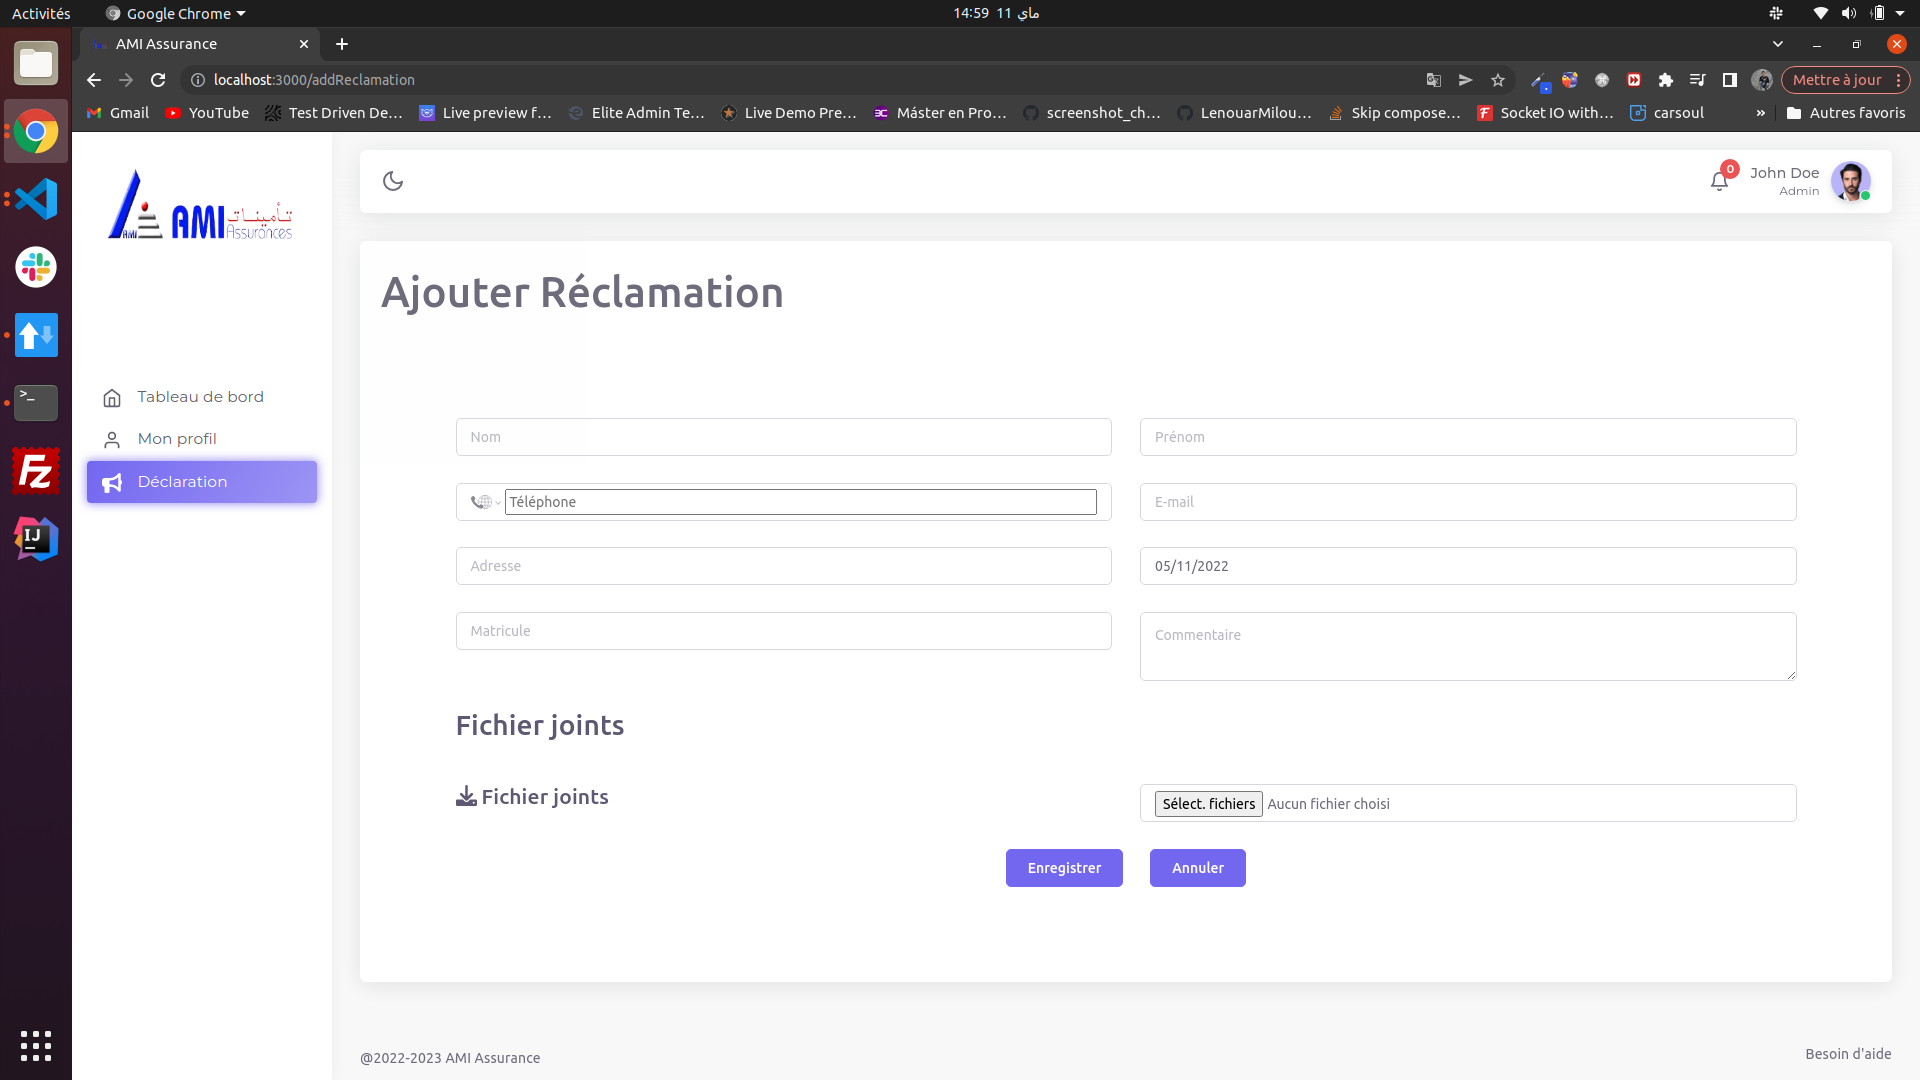 Activités
Google Chrome
14:59 11 ماي
AMI Assurance
localhost:3000/addReclamation
Mettre à jour
Gmail
YouTube
Test Driven De…
Live preview f…
Elite Admin Te…
Live Demo Pre…
Máster en Pro…
screenshot_ch…
LenouarMilou…
Skip compose…
Socket IO with…
carsoul
»
Autres favoris
AMI
AMI
تأمينات
Assurances
0
John Doe
Admin
Ajouter Réclamation
Tableau de bord
Mon profil
Déclaration
Nom
Prénom
Téléphone
E-mail
Adresse
05/11/2022
Matricule
Commentaire
Fichier joints
Fichier joints
Sélect. fichiers Aucun fichier choisi
Enregistrer
Annuler
@2022-2023 AMI Assurance
Besoin d'aide
>_
Fz
IJ